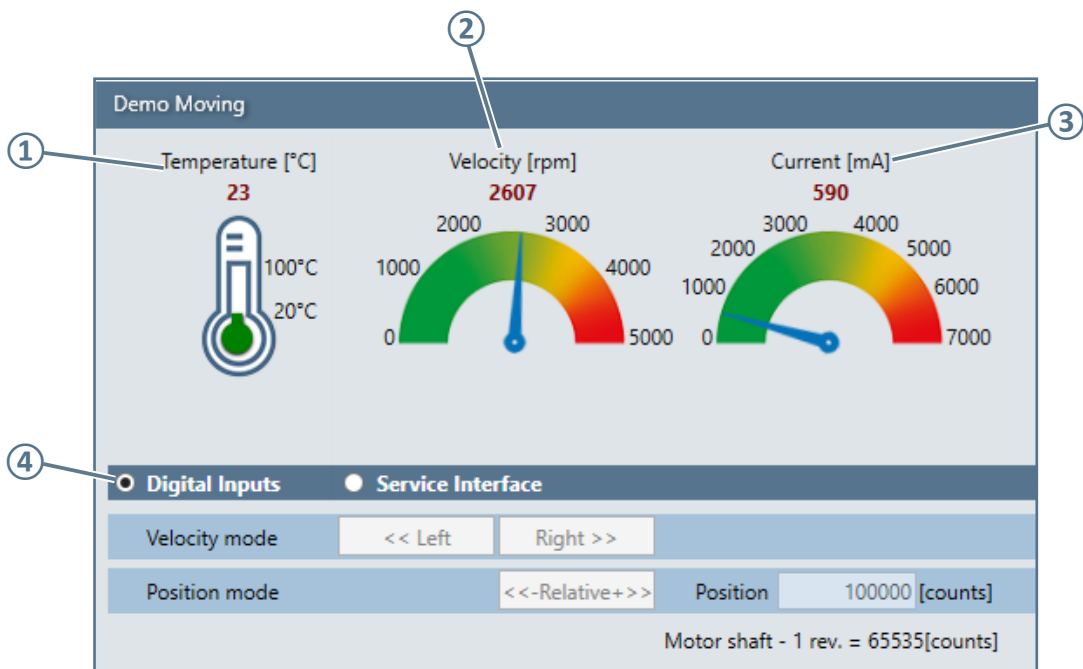 ②
Demo Moving
① ③
Temperature [°C] Velocity [rpm] Current [mA]
23 2607 590
2000 3000 3000 4000
100°C 1000 4000 2000 5000
20°C 1000 6000
0 5000 0 7000
④
Digital Inputs Service Interface
Velocity mode << Left Right >>
Position mode <<-Relative+>> Position 100000 [counts]
Motor shaft - 1 rev. = 65535[counts]